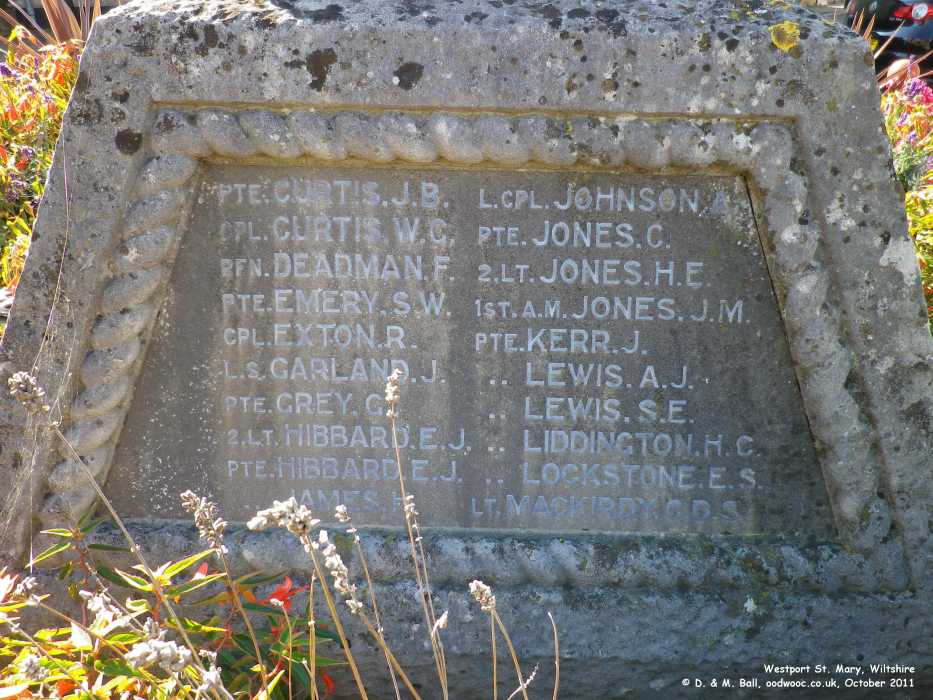 PTE. CURTIS. J.B.
CPL. CURTIS. W.G.
RFN. DEADMAN. F.
PTE. EMERY. S.W.
CPL. EXTON. R.
L.S. GARLAND. J.
PTE. GREY. G.
2.LT. HIBBARD. E.J.
PTE. HIBBARD. E.J.
.. JAMES. H.
L.CPL. JOHNSON. A.
PTE. JONES. C.
2.LT. JONES. H.E.
1ST. A.M. JONES. J.M.
PTE. KERR. J.
.. LEWIS. A.J.
.. LEWIS. S.E.
.. LIDDINGTON. H.C.
.. LOCKSTONE. E.S.
LT. MACKIRDY. C.D.S.
Westport St. Mary, Wiltshire
© D. & M. Ball, oodwooc.co.uk, October 2011